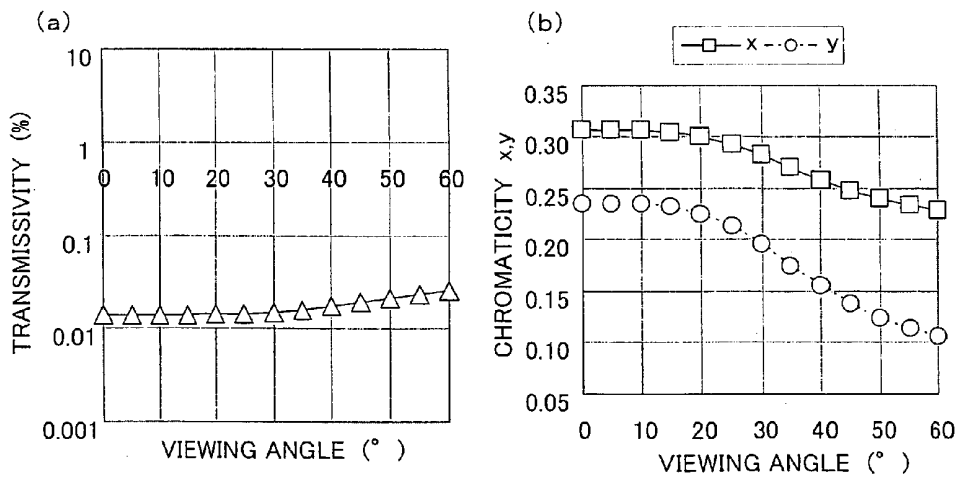 (a)
10
1
0 10 20 30 40 50 60
0.1
0.01
0.001
TRANSMISSIVITY (%)
VIEWING ANGLE (°)
(b)
x y
0.35
0.30
0.25
0.20
0.15
0.10
0.05
CHROMATICITY x,y
0 10 20 30 40 50 60
VIEWING ANGLE (°)